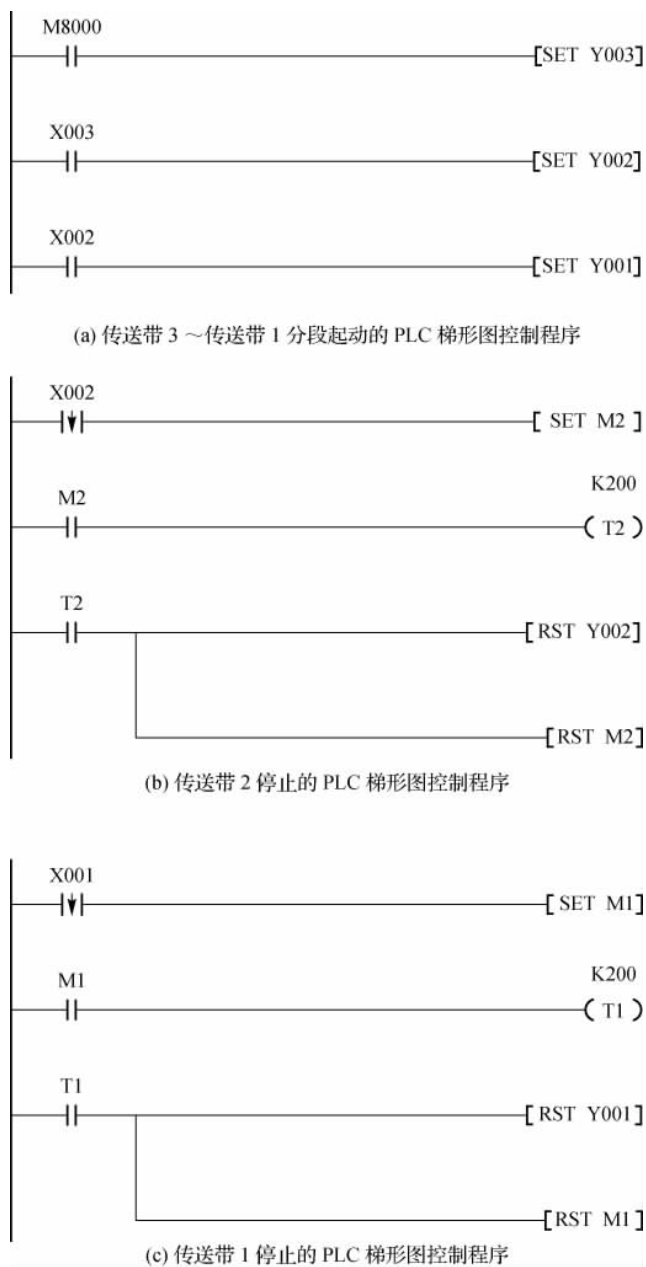 M8000
[SET Y003]
X003
[SET Y002]
X002
[SET Y001]
(a) 传送带 3 ～传送带 1 分段起动的 PLC 梯形图控制程序
X002
[ SET M2 ]
M2
K200
( T2 )
T2
[RST Y002]
[RST M2]
(b) 传送带 2 停止的 PLC 梯形图控制程序
X001
[ SET M1]
M1
K200
( T1 )
T1
[RST Y001]
[RST M1]
(c) 传送带 1 停止的 PLC 梯形图控制程序